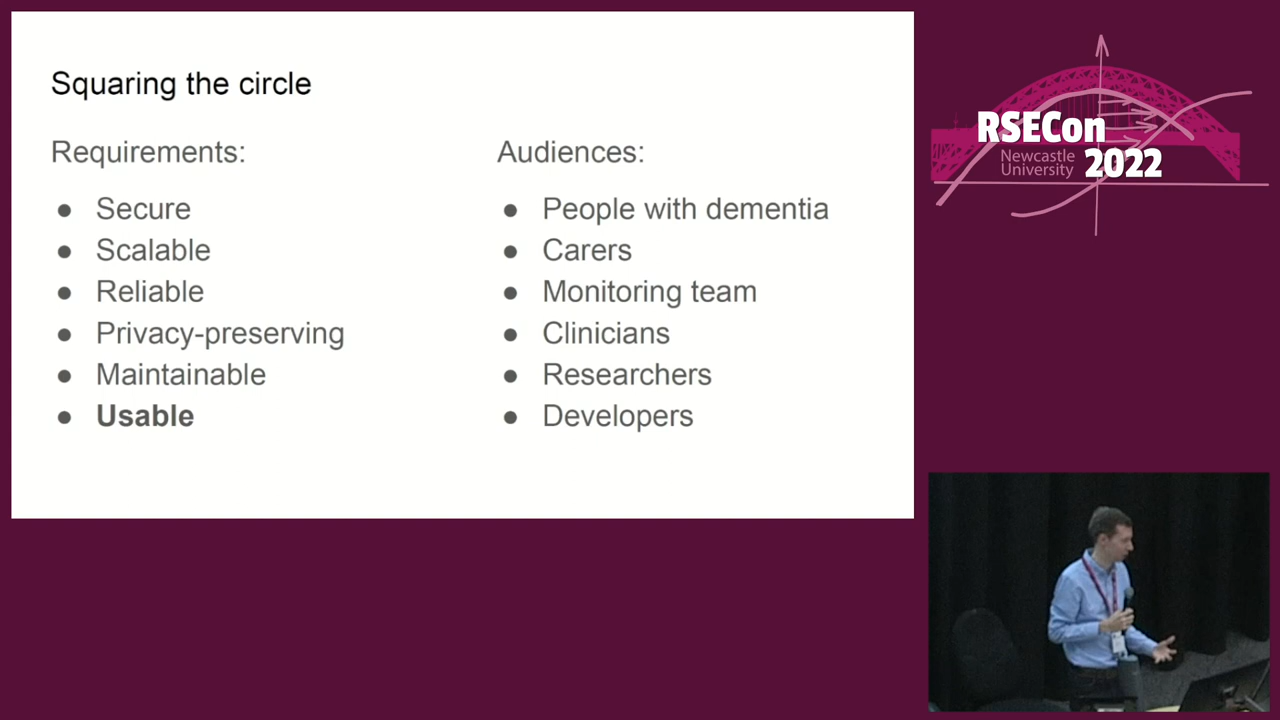 Squaring the circle
Requirements:
● Secure
● Scalable
● Reliable
● Privacy-preserving
● Maintainable
● Usable
Audiences:
● People with dementia
● Carers
● Monitoring team
● Clinicians
● Researchers
● Developers
RSECon
Newcastle
University
2022